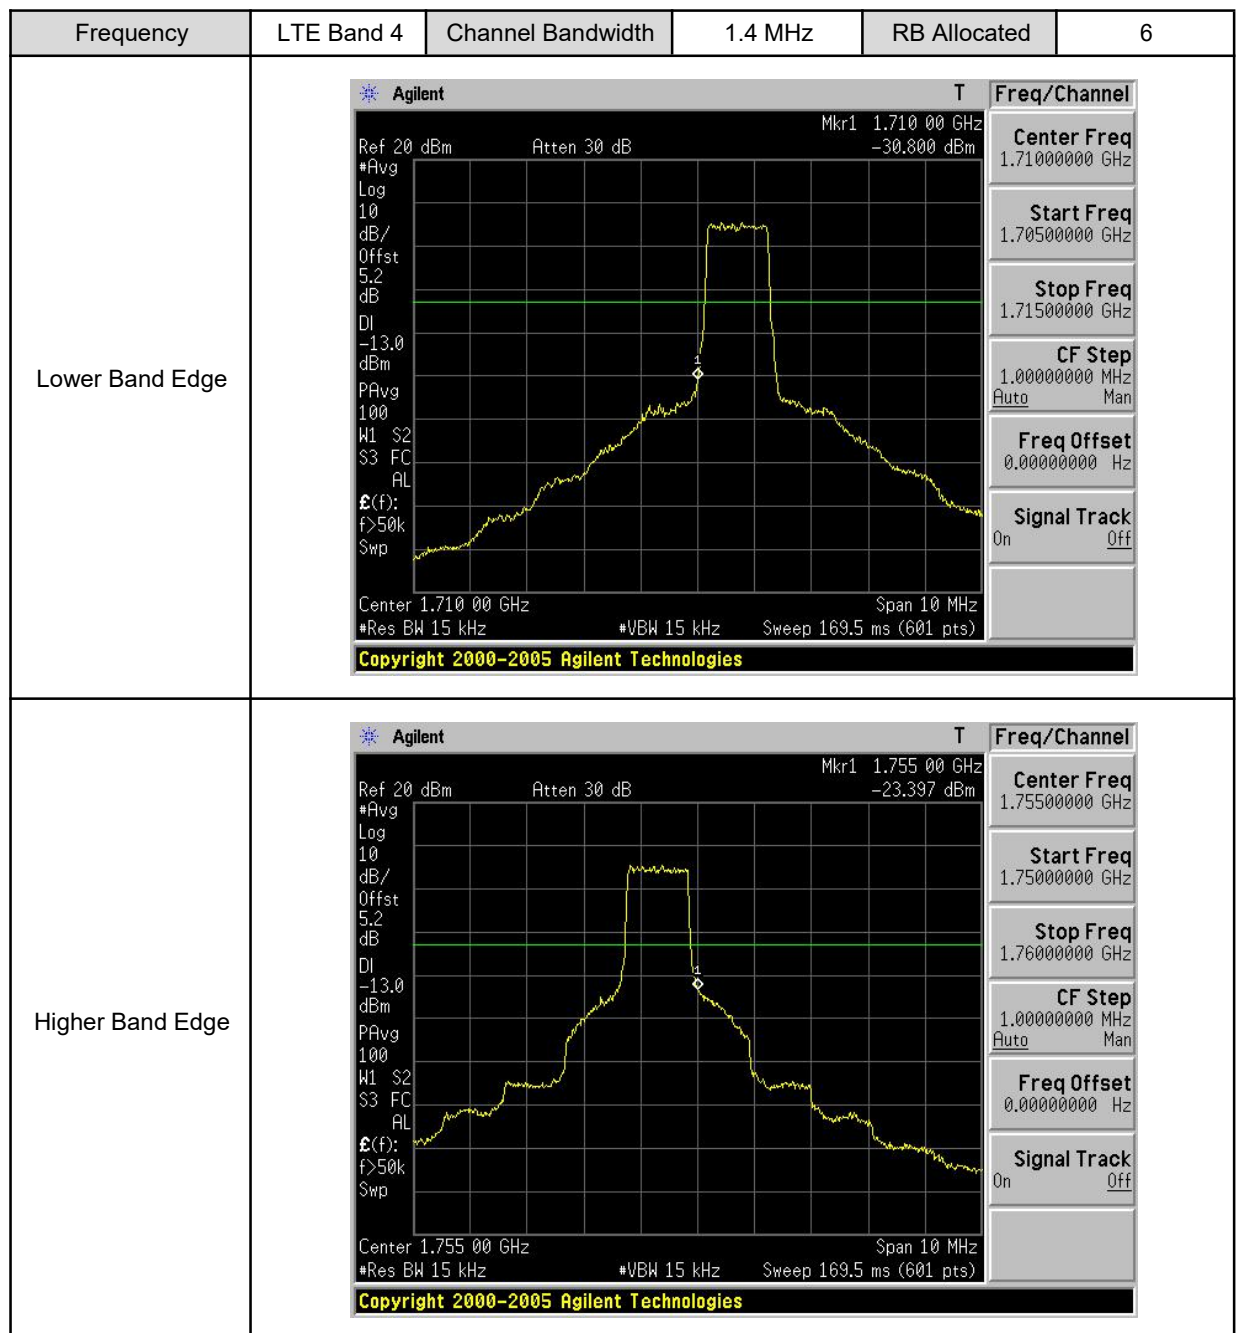 Frequency LTE Band 4 Channel Bandwidth 1.4 MHz RB Allocated 6
Lower Band Edge
Agilent T Freq/Channel
Mkr1 1.710 00 GHz
Ref 20 dBm Atten 30 dB -30.800 dBm
#Avg
Log
10
dB/
Offst
5.2
dB
DI
-13.0
dBm
PAvg
100
W1 S2
S3 FC
AL
£(f):
f>50k
Swp
1
Center 1.710 00 GHz Span 10 MHz
#Res BW 15 kHz #VBW 15 kHz Sweep 169.5 ms (601 pts)
Copyright 2000-2005 Agilent Technologies
Center Freq
1.71000000 GHz
Start Freq
1.70500000 GHz
Stop Freq
1.71500000 GHz
CF Step
1.00000000 MHz
Auto Man
Freq Offset
0.00000000 Hz
Signal Track
On Off
Higher Band Edge
Agilent T Freq/Channel
Mkr1 1.755 00 GHz
Ref 20 dBm Atten 30 dB -23.397 dBm
#Avg
Log
10
dB/
Offst
5.2
dB
DI
-13.0
dBm
PAvg
100
W1 S2
S3 FC
AL
£(f):
f>50k
Swp
1
Center 1.755 00 GHz Span 10 MHz
#Res BW 15 kHz #VBW 15 kHz Sweep 169.5 ms (601 pts)
Copyright 2000-2005 Agilent Technologies
Center Freq
1.75500000 GHz
Start Freq
1.75000000 GHz
Stop Freq
1.76000000 GHz
CF Step
1.00000000 MHz
Auto Man
Freq Offset
0.00000000 Hz
Signal Track
On Off